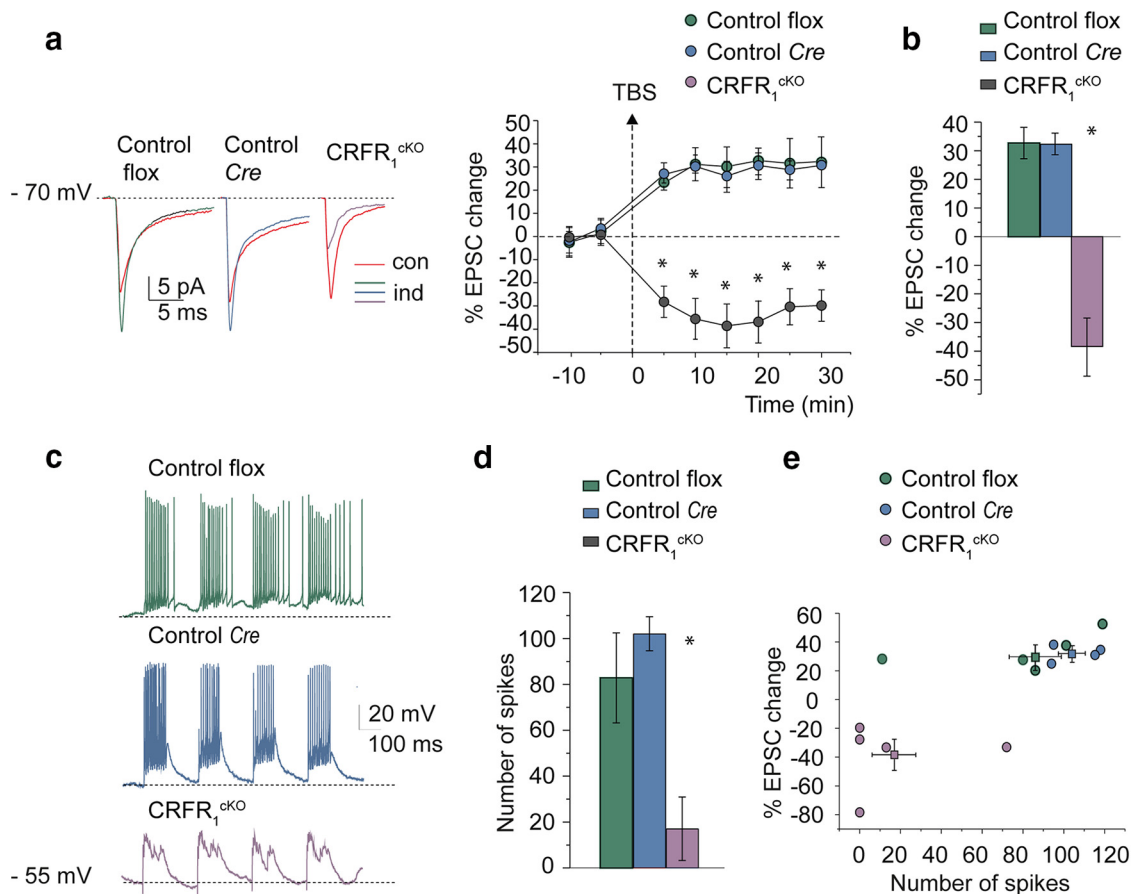 a
Control flox
Control Cre
CRFR1cKO
TBS
Control
flox
Control
Cre
CRFR1cKO
- 70 mV
con
ind
5 pA
5 ms
% EPSC change
50
40
30
20
10
0
-10
-20
-30
-40
-50
* * * * * *
-10 0 10 20 30
Time (min)
b
Control flox
Control Cre
CRFR1cKO
% EPSC change
40
30
20
10
0
-10
-20
-30
-40
-50
*
c
Control flox
Control Cre
20 mV
100 ms
CRFR1cKO
- 55 mV
d
Control flox
Control Cre
CRFR1cKO
Number of spikes
120
100
80
60
40
20
0
*
e
Control flox
Control Cre
CRFR1cKO
% EPSC change
60
40
20
0
-20
-40
-60
-80
0 20 40 60 80 100 120
Number of spikes